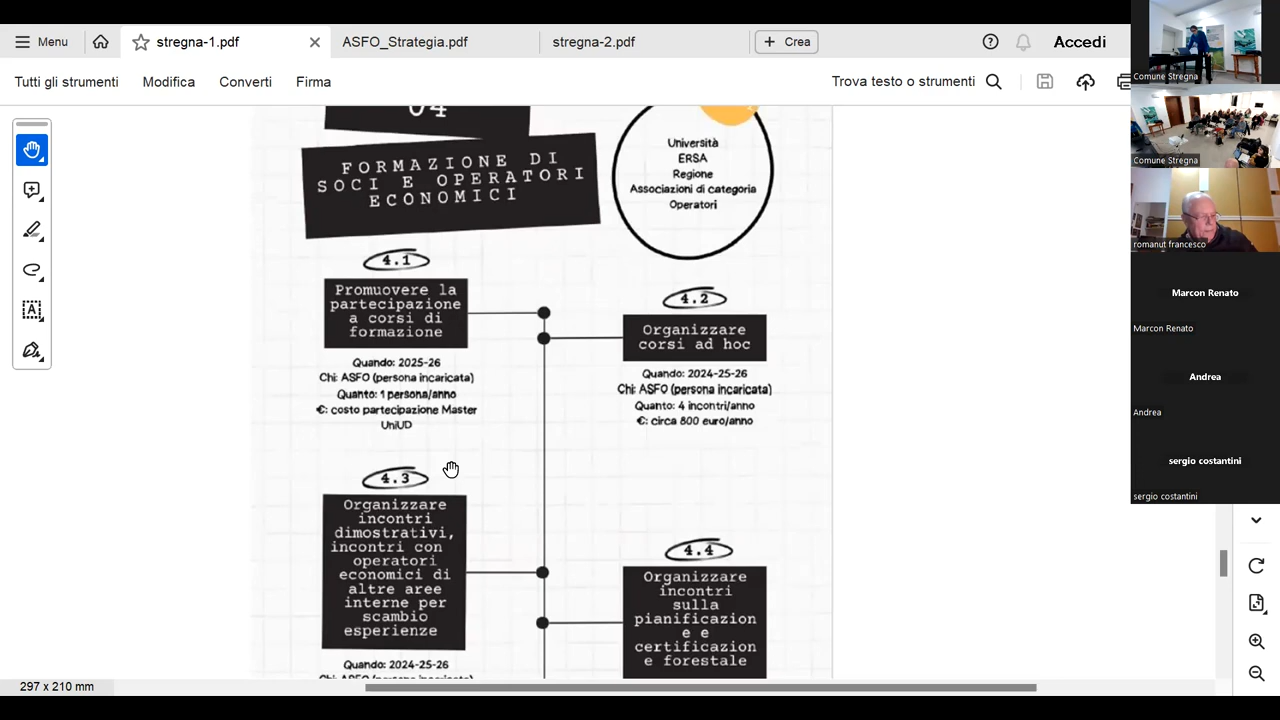 Menu
stregna-1.pdf
ASFO_Strategia.pdf
stregna-2.pdf
Crea
Accedi
Tutti gli strumenti
Modifica
Converti
Firma
Trova testo o strumenti
04
FORMAZIONE DI
SOCI E OPERATORI
ECONOMICI
Università
ERSA
Regione
Associazioni di categoria
Operatori
4.1
Promuovere la
partecipazione
a corsi di
formazione
Quando: 2025-26
Chi: ASFO (persona incaricata)
Quanto: 1 persona/anno
€: costo partecipazione Master
UniUD
4.2
Organizzare
corsi ad hoc
Quando: 2024-25-26
Chi: ASFO (persona incaricata)
Quanto: 4 incontri/anno
€: circa 800 euro/anno
4.3
Organizzare
incontri
dimostrativi,
incontri con
operatori
economici di
altre aree
interne per
scambio
esperienze
Quando: 2024-25-26
Chi: ASFO (persona incaricata)
4.4
Organizzare
incontri
sulla
pianificazion
e e
certificazion
e forestale
297 x 210 mm
Comune Stregna
Comune Stregna
romanut francesco
Marcon Renato
Marcon Renato
Andrea
Andrea
sergio costantini
sergio costantini